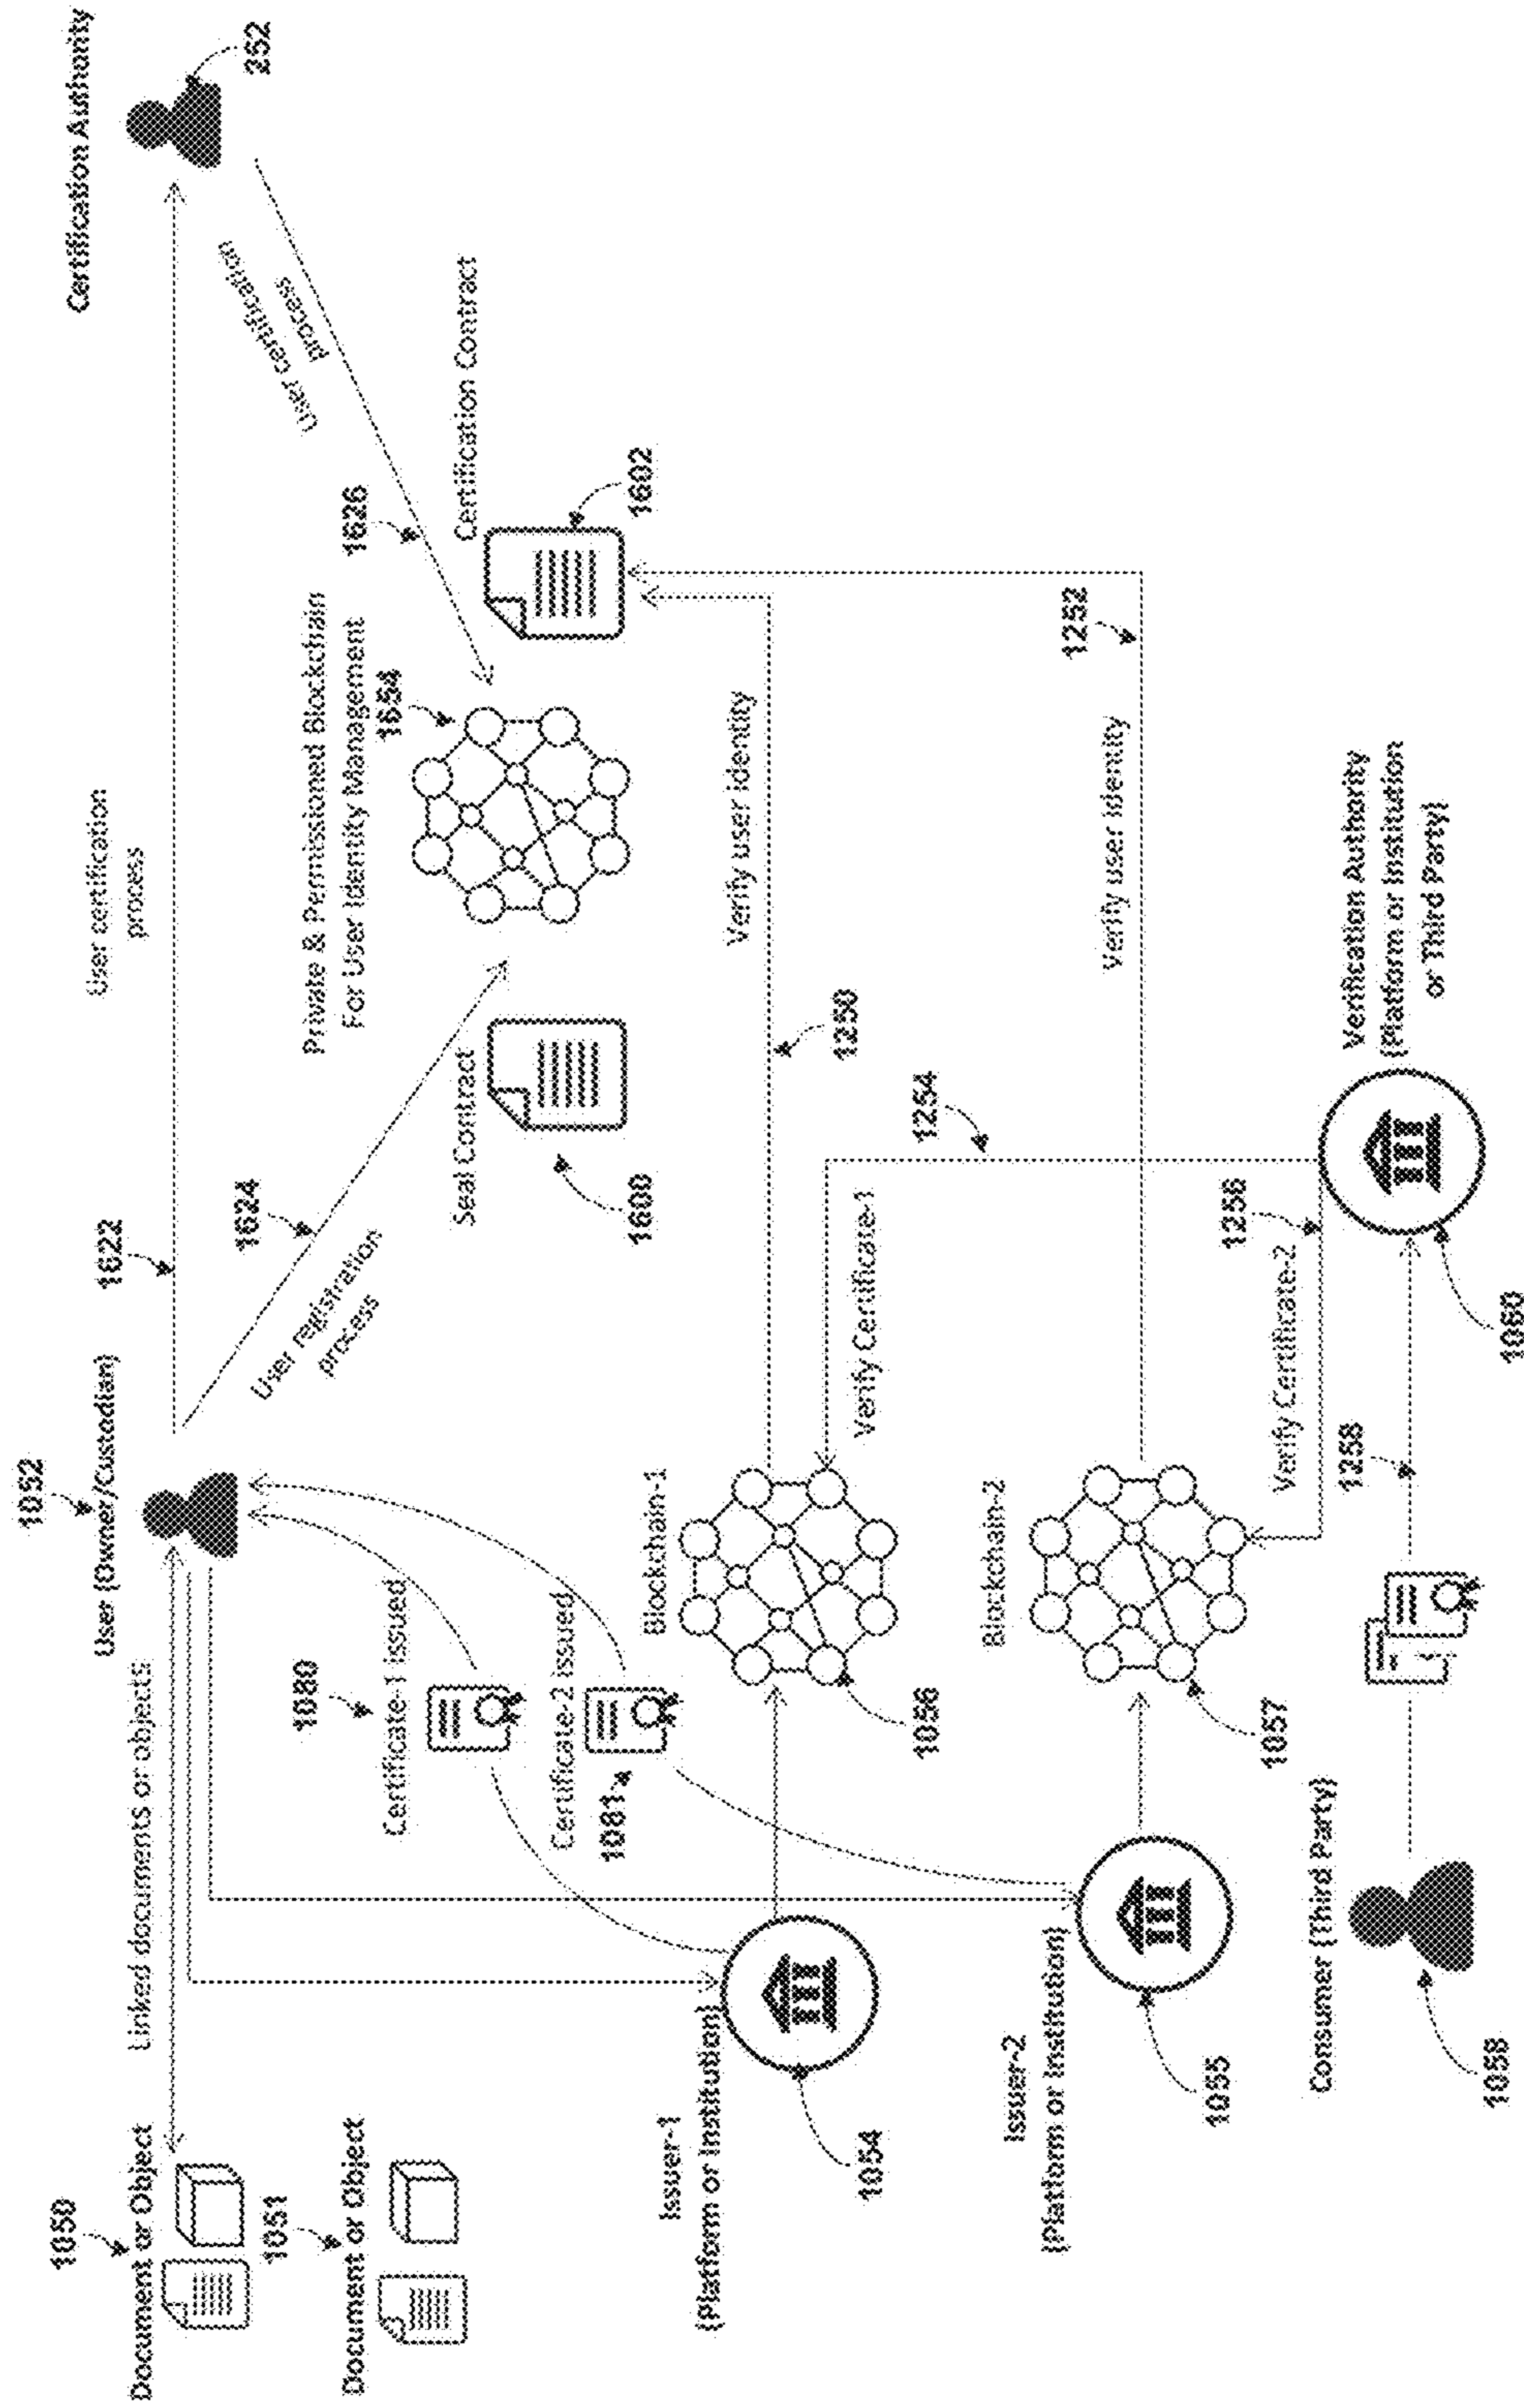 1052
User (Owner/Custodian)
Certification Authority
252
1050
Document or Object
Linked documents or objects
1622
User certification
process
1051
Document or Object
1624
User registration
process
User certification
process
1626
Private & Permissioned Blockchain
For User Identity Management
1654
1080
Certificate-1 issued
Seal Contract
1600
Certification Contract
1602
Certificate-2 issued
1081
Issuer-1
(Platform or Institution)
1054
Blockchain-1
1056
Verify user identity
1250
Verify Certificate-1
1254
Issuer-2
(Platform or Institution)
1055
Blockchain-2
1057
Verify user identity
1252
1256
Verify Certificate-2
Consumer (Third Party)
1058
1258
Verification Authority
(Platform or Institution
or Third Party)
1060